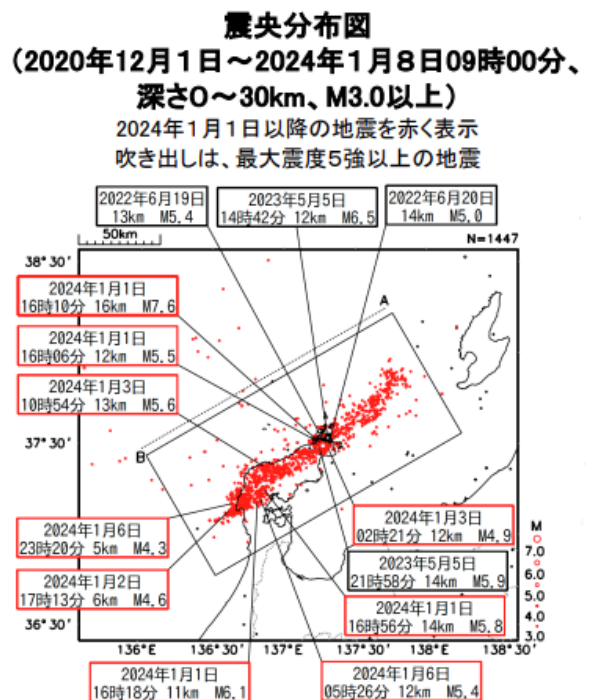 震央分布図
（2020年12月１日～2024年１月８日09時00分、
深さ０～30km、M3.0以上）
2024年１月１日以降の地震を赤く表示
吹き出しは、最大震度５強以上の地震
2022年6月19日
13km M5.4
2023年5月5日
14時42分 12km M6.5
2022年6月20日
14km M5.0
50km
N=1447
38°30′
2024年1月1日
16時10分 16km M7.6
A
2024年1月1日
16時06分 12km M5.5
2024年1月3日
10時54分 13km M5.6
37°30′
B
2024年1月6日
23時20分 5km M4.3
2024年1月3日
02時21分 12km M4.9
M
7.0
6.0
5.0
4.0
3.0
2023年5月5日
21時58分 14km M5.9
2024年1月2日
17時13分 6km M4.6
2024年1月1日
16時56分 14km M5.8
36°30′
136°E
136°30′
137°E
137°30′
138°E
138°30′
2024年1月1日
16時18分 11km M6.1
2024年1月6日
05時26分 12km M5.4